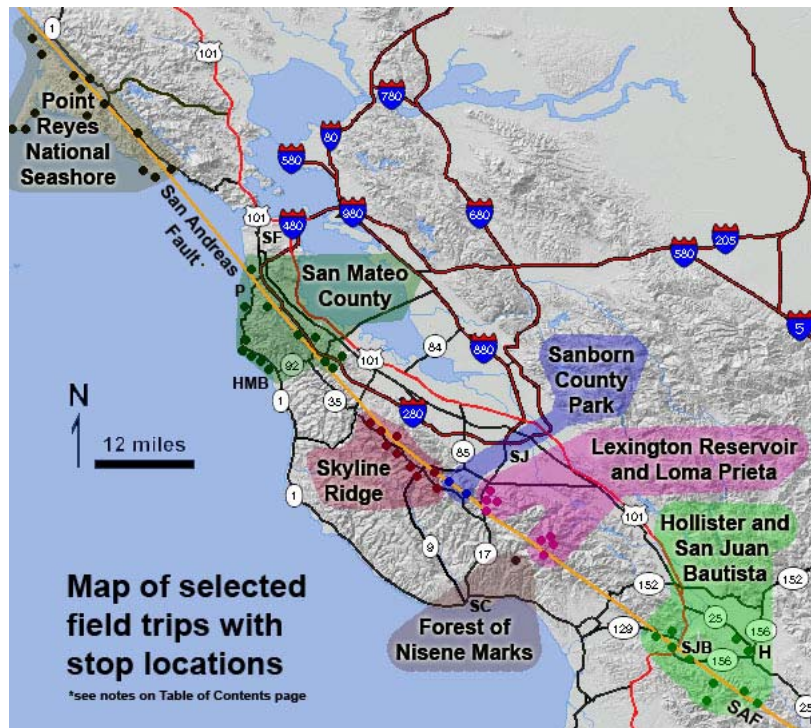 1
101
780
80
580
Point
Reyes
National
Seashore
San Andreas
Fault
101
SF
480
980
680
580
205
5
San Mateo
County
P
92
HMB
101
84
880
Sanborn
County
Park
N
12 miles
1
35
280
85
SJ
Lexington Reservoir
and Loma Prieta
Skyline
Ridge
1
9
17
101
Hollister and
San Juan
Bautista
152
152
Map of selected
field trips with
stop locations
*see notes on Table of Contents page
SC
Forest of
Nisene Marks
129
25
156
SJB
156
H
SAF
25